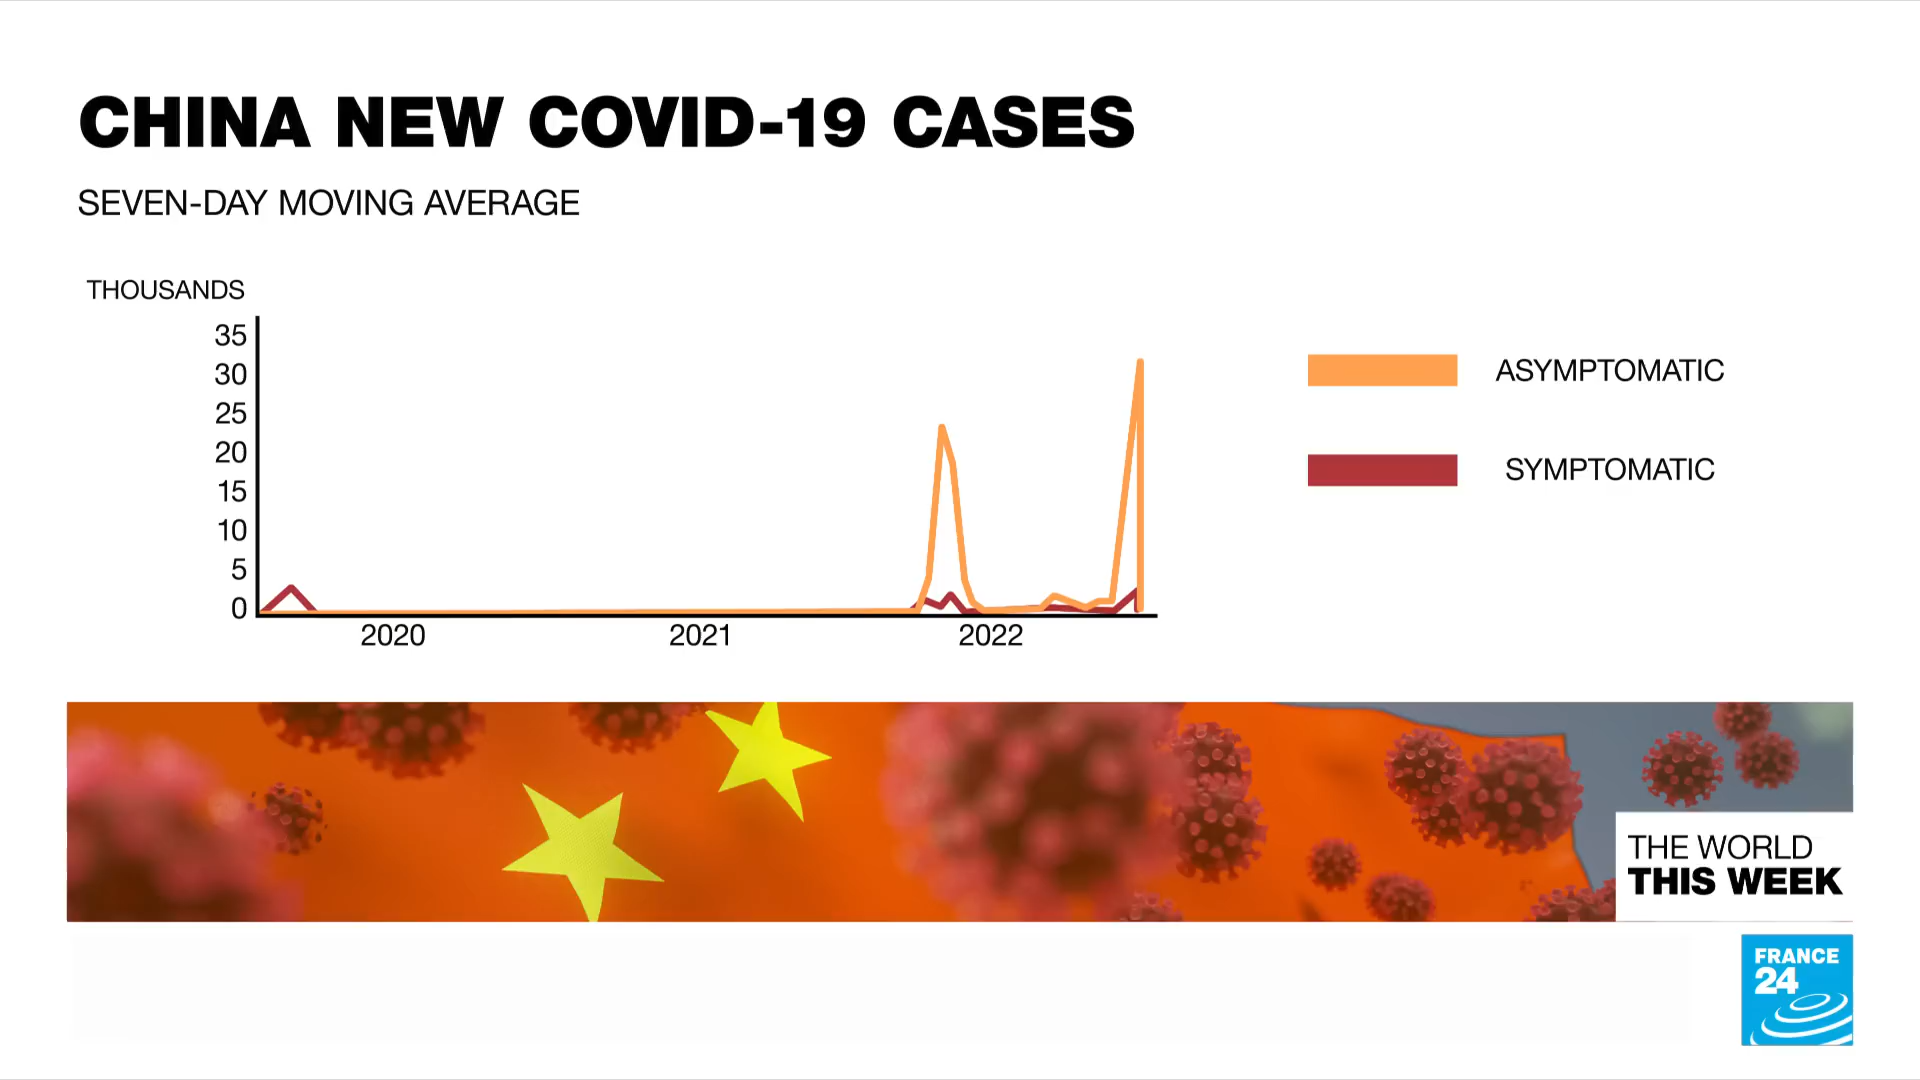 CHINA NEW COVID-19 CASES
SEVEN-DAY MOVING AVERAGE
THOUSANDS
35
30
25
20
15
10
5
0
2020 2021 2022
ASYMPTOMATIC
SYMPTOMATIC
THE WORLD
THIS WEEK
FRANCE
24